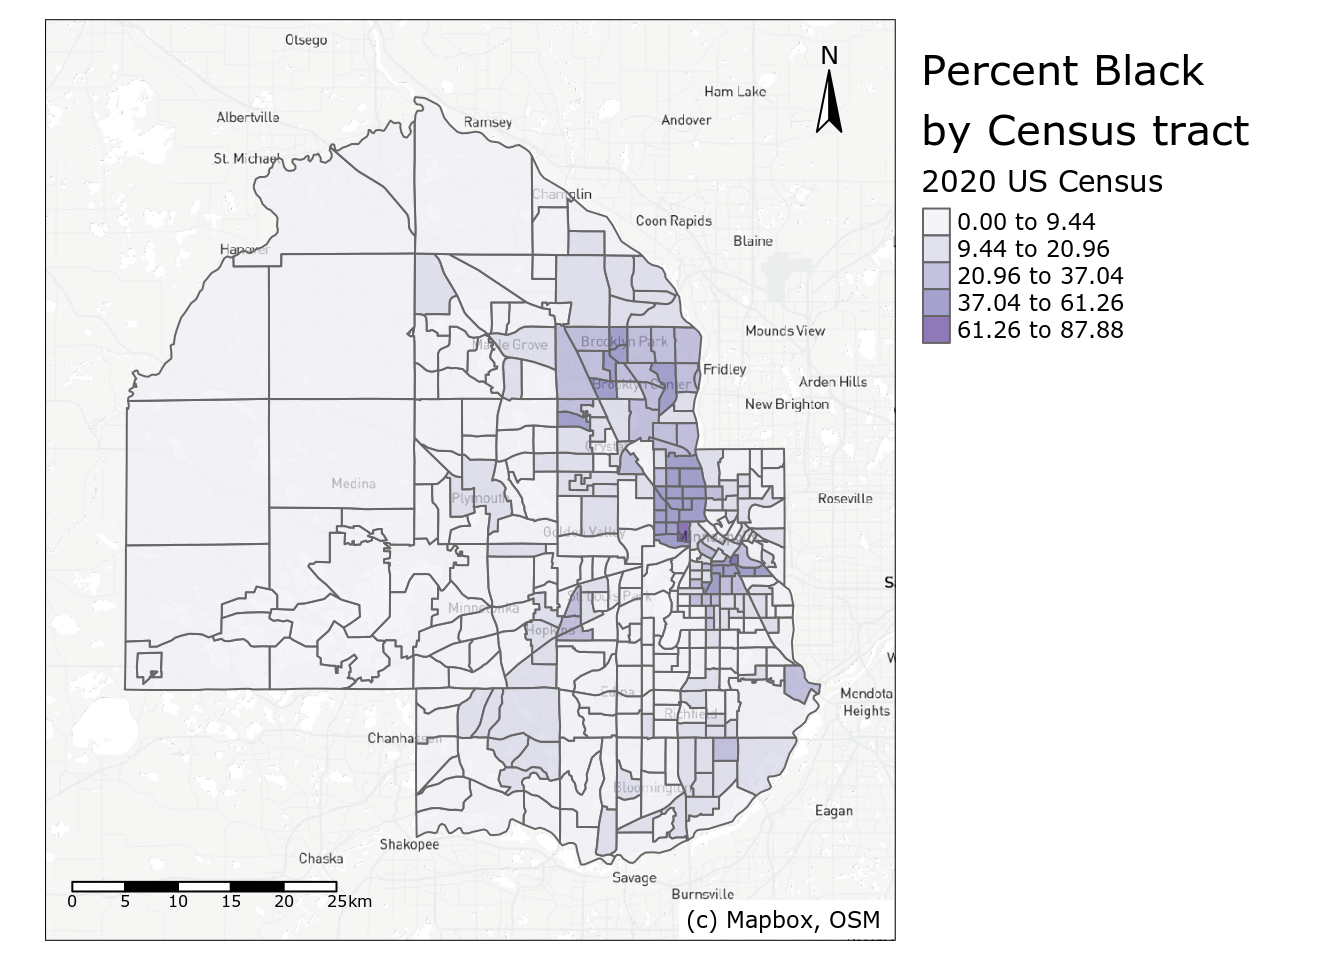 Otsego
N
Ham Lake
Albertville
Ramsey
Andover
St. Michael
Champlin
Coon Rapids
Blaine
Hanover
Mounds View
Maple Grove
Brooklyn Park
Fridley
Arden Hills
Brooklyn Center
New Brighton
Crystal
Medina
Plymouth
Roseville
Golden Valley
St. Louis Park
Minnetonka
Hopkins
Edina
Mendota
Heights
Richfield
Chanhassen
Bloomington
Eagan
Shakopee
Chaska
Savage
Burnsville
0 5 10 15 20 25km
(c) Mapbox, OSM
Percent Black
by Census tract
2020 US Census
0.00 to 9.44
9.44 to 20.96
20.96 to 37.04
37.04 to 61.26
61.26 to 87.88